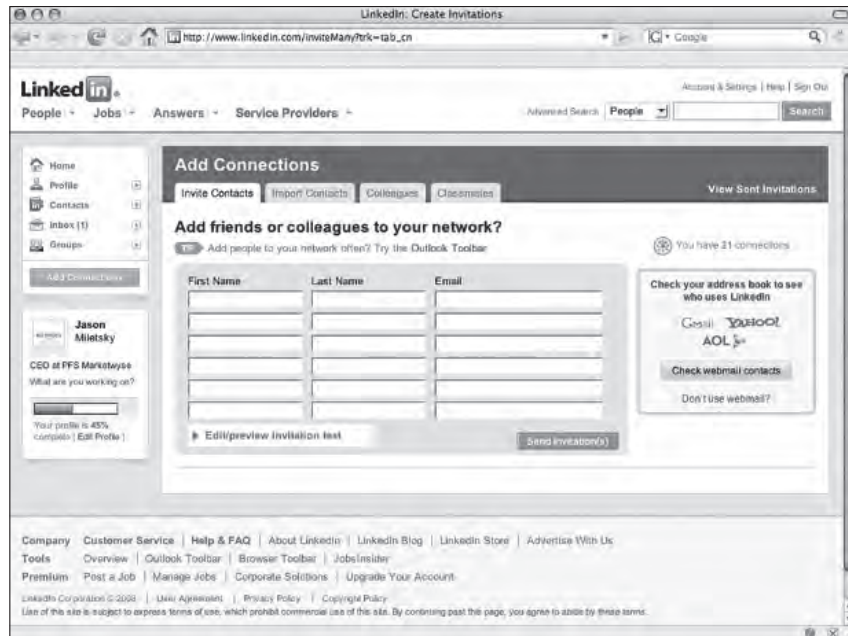 LinkedIn: Create Invitations
http://www.linkedin.com/inviteMany?trk=tab_cn
G Google
Linked in
Account & Settings | Help | Sign Out
People Jobs Answers Service Providers
Advanced Search People Search
Home
Profile
Contacts
Inbox (1)
Groups
Add Connections
Jason
Miletsky
CEO at PFS Marketwyse
What are you working on?
Your profile is 45%
complete [ Edit Profile ]
Add Connections
Invite Contacts Import Contacts Colleagues Classmates
View Sent Invitations
Add friends or colleagues to your network?
TIP Add people to your network often? Try the Outlook Toolbar
First Name Last Name Email
Edit/preview invitation text
Send Invitation(s)
You have 21 connections
Check your address book to see
who uses LinkedIn
Gmail YAHOO!
AOL
Check webmail contacts
Don't use webmail?
Company Customer Service | Help & FAQ | About LinkedIn | LinkedIn Blog | LinkedIn Store | Advertise With Us
Tools Overview | Outlook Toolbar | Browser Toolbar | JobsInsider
Premium Post a Job | Manage Jobs | Corporate Solutions | Upgrade Your Account
LinkedIn Corporation © 2008 | User Agreement | Privacy Policy | Copyright Policy
Use of this site is subject to express terms of use, which prohibit commercial use of this site. By continuing past this page, you agree to abide by these terms.